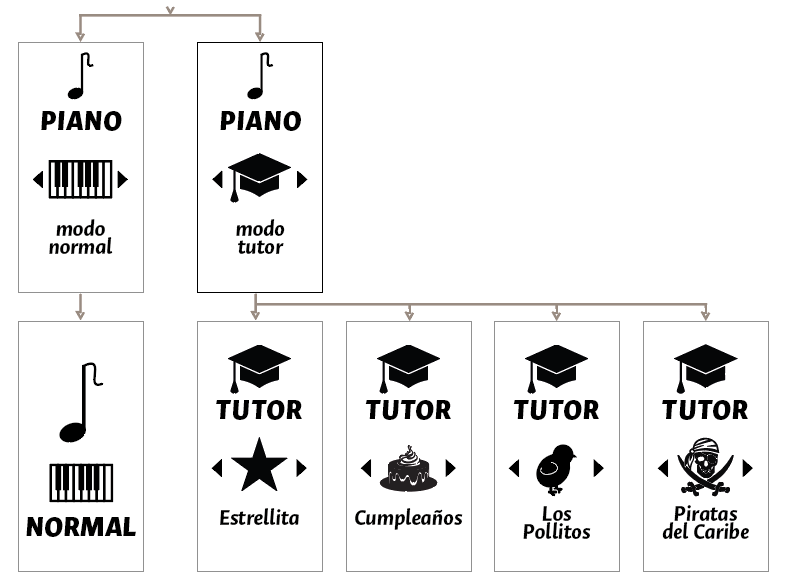 PIANO
modo
normal
PIANO
modo
tutor
NORMAL
TUTOR
Estrellita
TUTOR
Cumpleaños
TUTOR
Los
Pollitos
TUTOR
Piratas
del Caribe